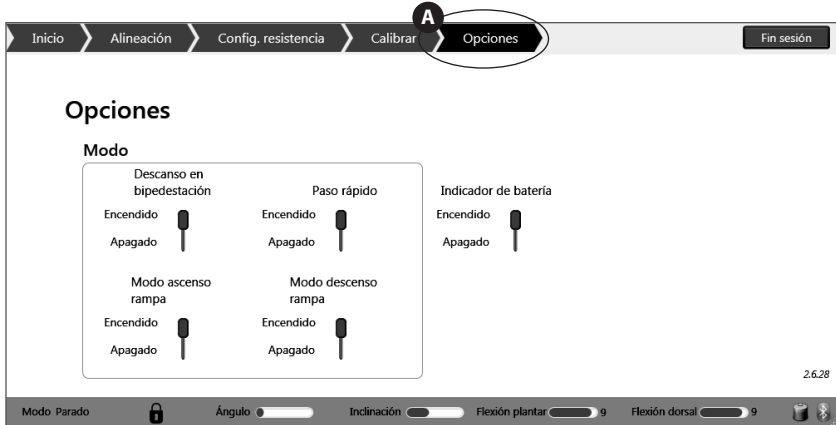 A
Inicio
Alineación
Config. resistencia
Calibrar
Opciones
Fin sesión
Opciones
Modo
Descanso en
bipedestación
Encendido
Apagado
Paso rápido
Encendido
Apagado
Indicador de batería
Encendido
Apagado
Modo ascenso
rampa
Encendido
Apagado
Modo descenso
rampa
Encendido
Apagado
2.6.28
Modo Parado
Ángulo
Inclinación
Flexión plantar 9
Flexión dorsal 9